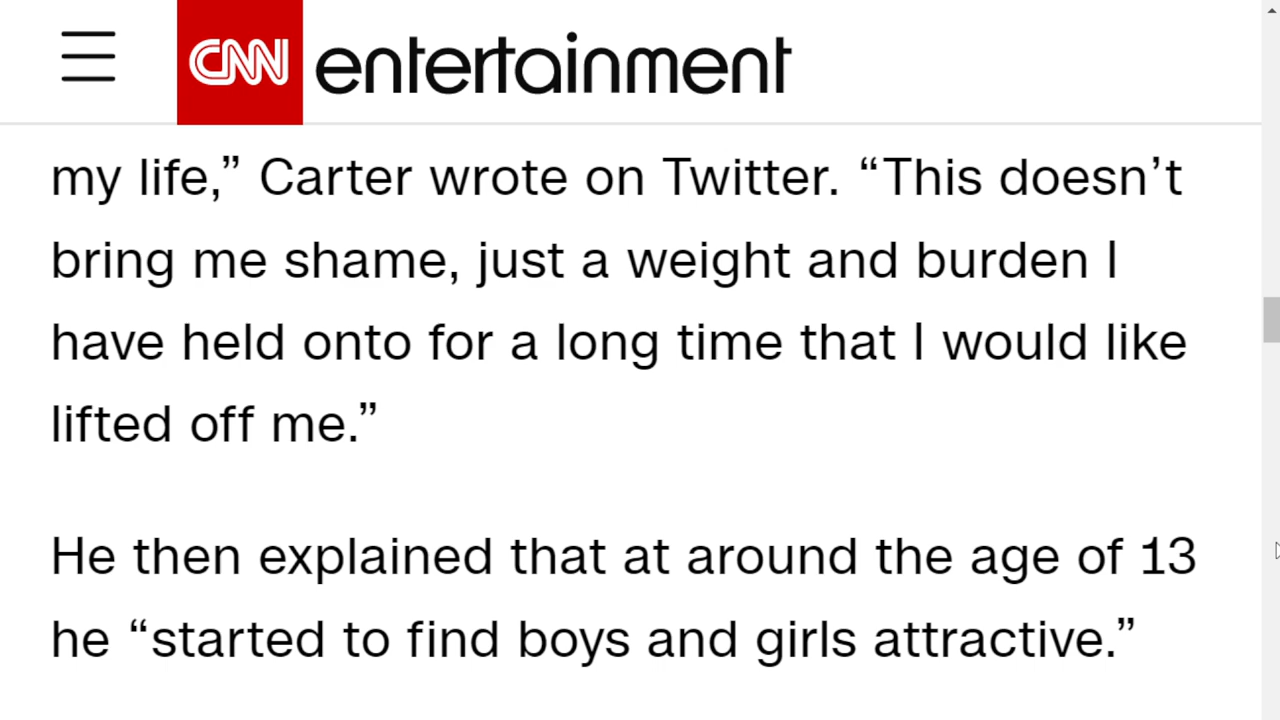 CNN entertainment
my life,” Carter wrote on Twitter. “This doesn’t
bring me shame, just a weight and burden I
have held onto for a long time that I would like
lifted off me.”
He then explained that at around the age of 13
he “started to find boys and girls attractive.”